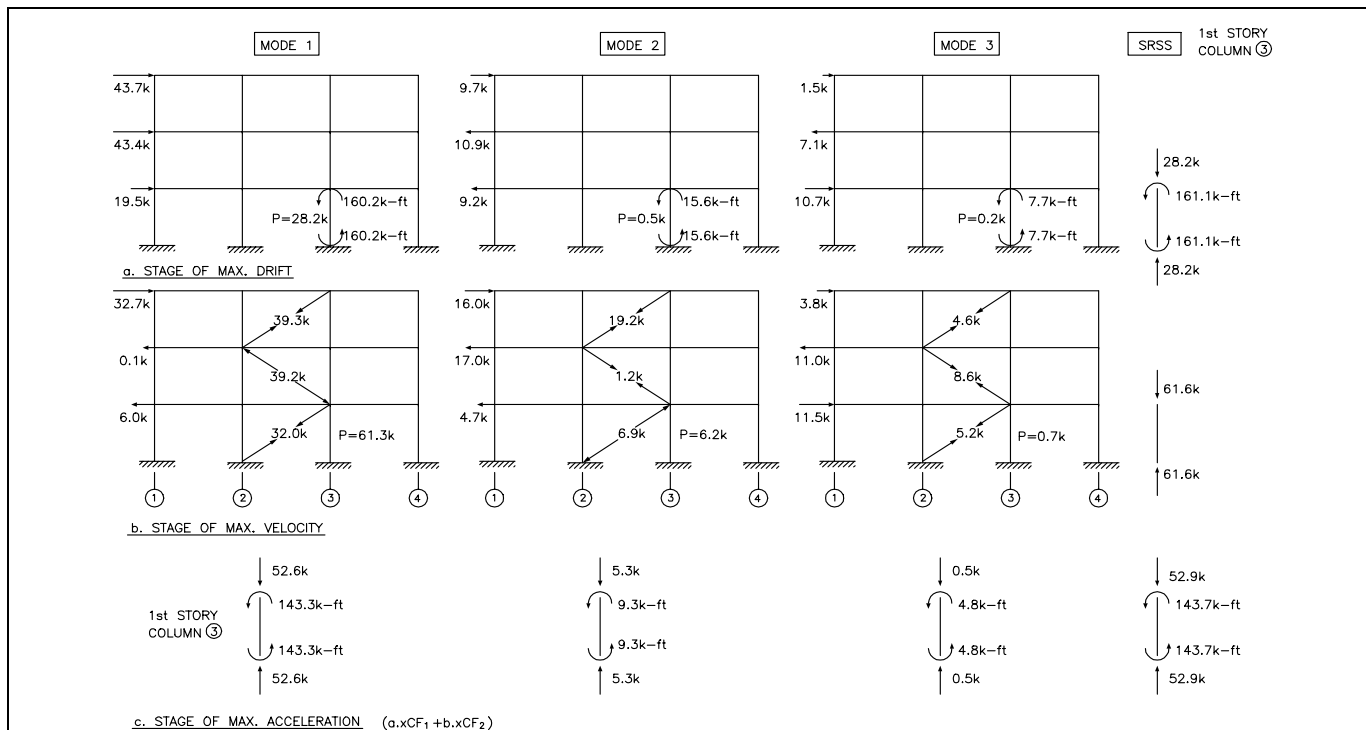 MODE 1
MODE 2
MODE 3
SRSS
1st STORY
COLUMN ③
43.7k
43.4k
19.5k
P=28.2k
160.2k-ft
160.2k-ft
9.7k
10.9k
9.2k
P=0.5k
15.6k-ft
15.6k-ft
1.5k
7.1k
10.7k
P=0.2k
7.7k-ft
7.7k-ft
28.2k
161.1k-ft
161.1k-ft
28.2k
a. STAGE OF MAX. DRIFT
32.7k
0.1k
6.0k
39.3k
39.2k
32.0k
P=61.3k
① ② ③ ④
16.0k
17.0k
4.7k
19.2k
1.2k
6.9k
P=6.2k
① ② ③ ④
3.8k
11.0k
11.5k
4.6k
8.6k
5.2k
P=0.7k
① ② ③ ④
61.6k
61.6k
b. STAGE OF MAX. VELOCITY
1st STORY
COLUMN ③
52.6k
143.3k-ft
143.3k-ft
52.6k
5.3k
9.3k-ft
9.3k-ft
5.3k
0.5k
4.8k-ft
4.8k-ft
0.5k
52.9k
143.7k-ft
143.7k-ft
52.9k
c. STAGE OF MAX. ACCELERATION (a.xCF₁+b.xCF₂)